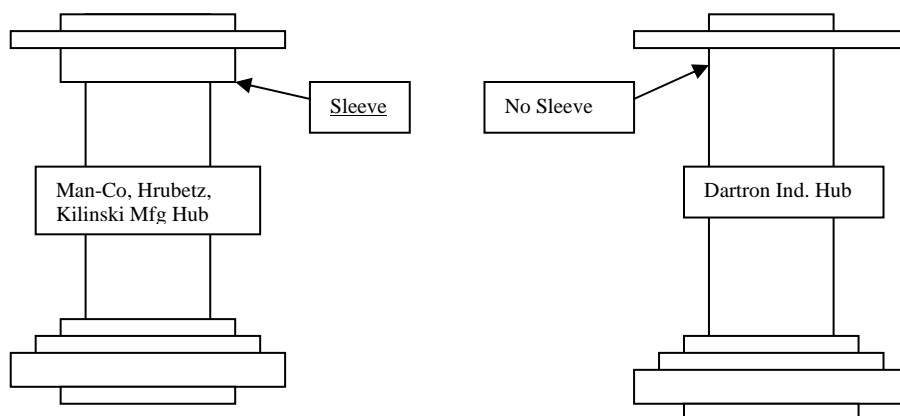 Sleeve
No Sleeve
Man-Co, Hrubetz,
Kilinski Mfg Hub
Dartron Ind. Hub